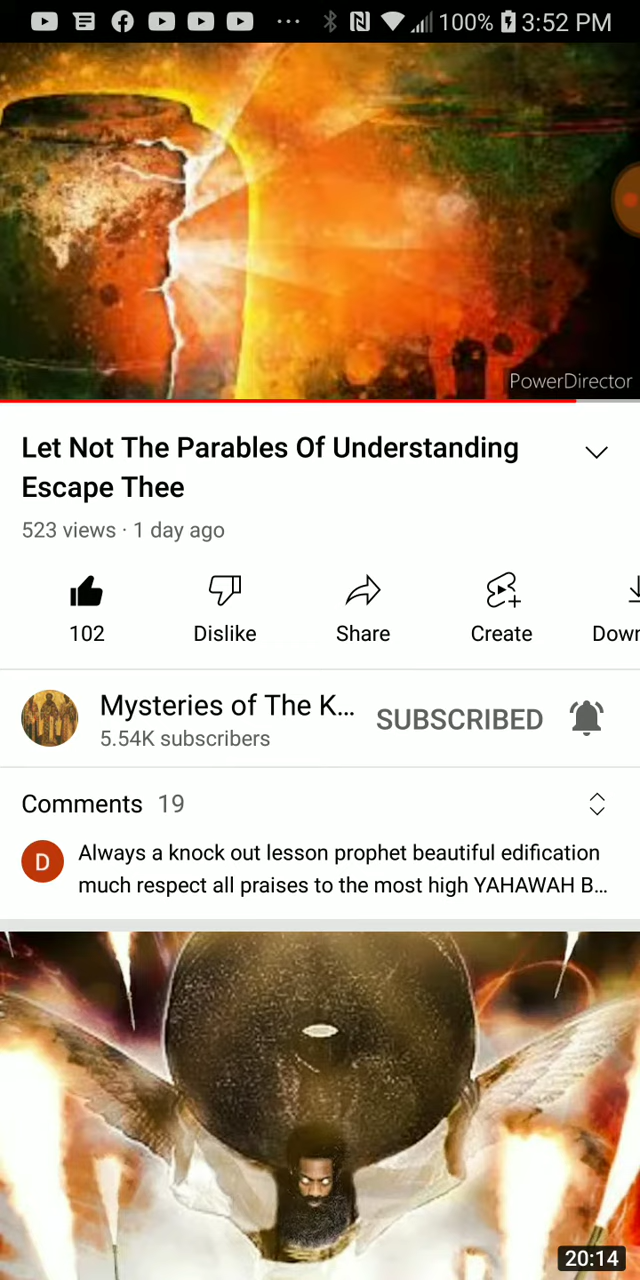 100% 3:52 PM
PowerDirector
Let Not The Parables Of Understanding
Escape Thee
523 views · 1 day ago
102 Dislike Share Create Down
Mysteries of The K... SUBSCRIBED
5.54K subscribers
Comments 19
D
Always a knock out lesson prophet beautiful edification
much respect all praises to the most high YAHAWAH B...
20:14